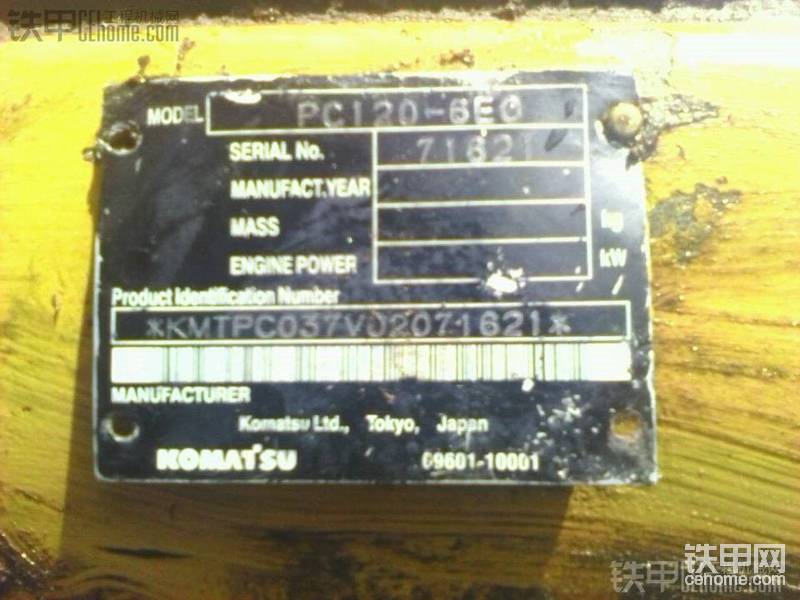 铁甲 工程机械网
cehome.com
MODEL PC120-6EO
SERIAL No. 71621
MANUFACT.YEAR
MASS kg
ENGINE POWER kW
Product Identification Number
*KMTPC037V02071621*
MANUFACTURER
Komatsu Ltd., Tokyo, Japan
KOMATSU 09601-10001
铁甲网
cehome.com